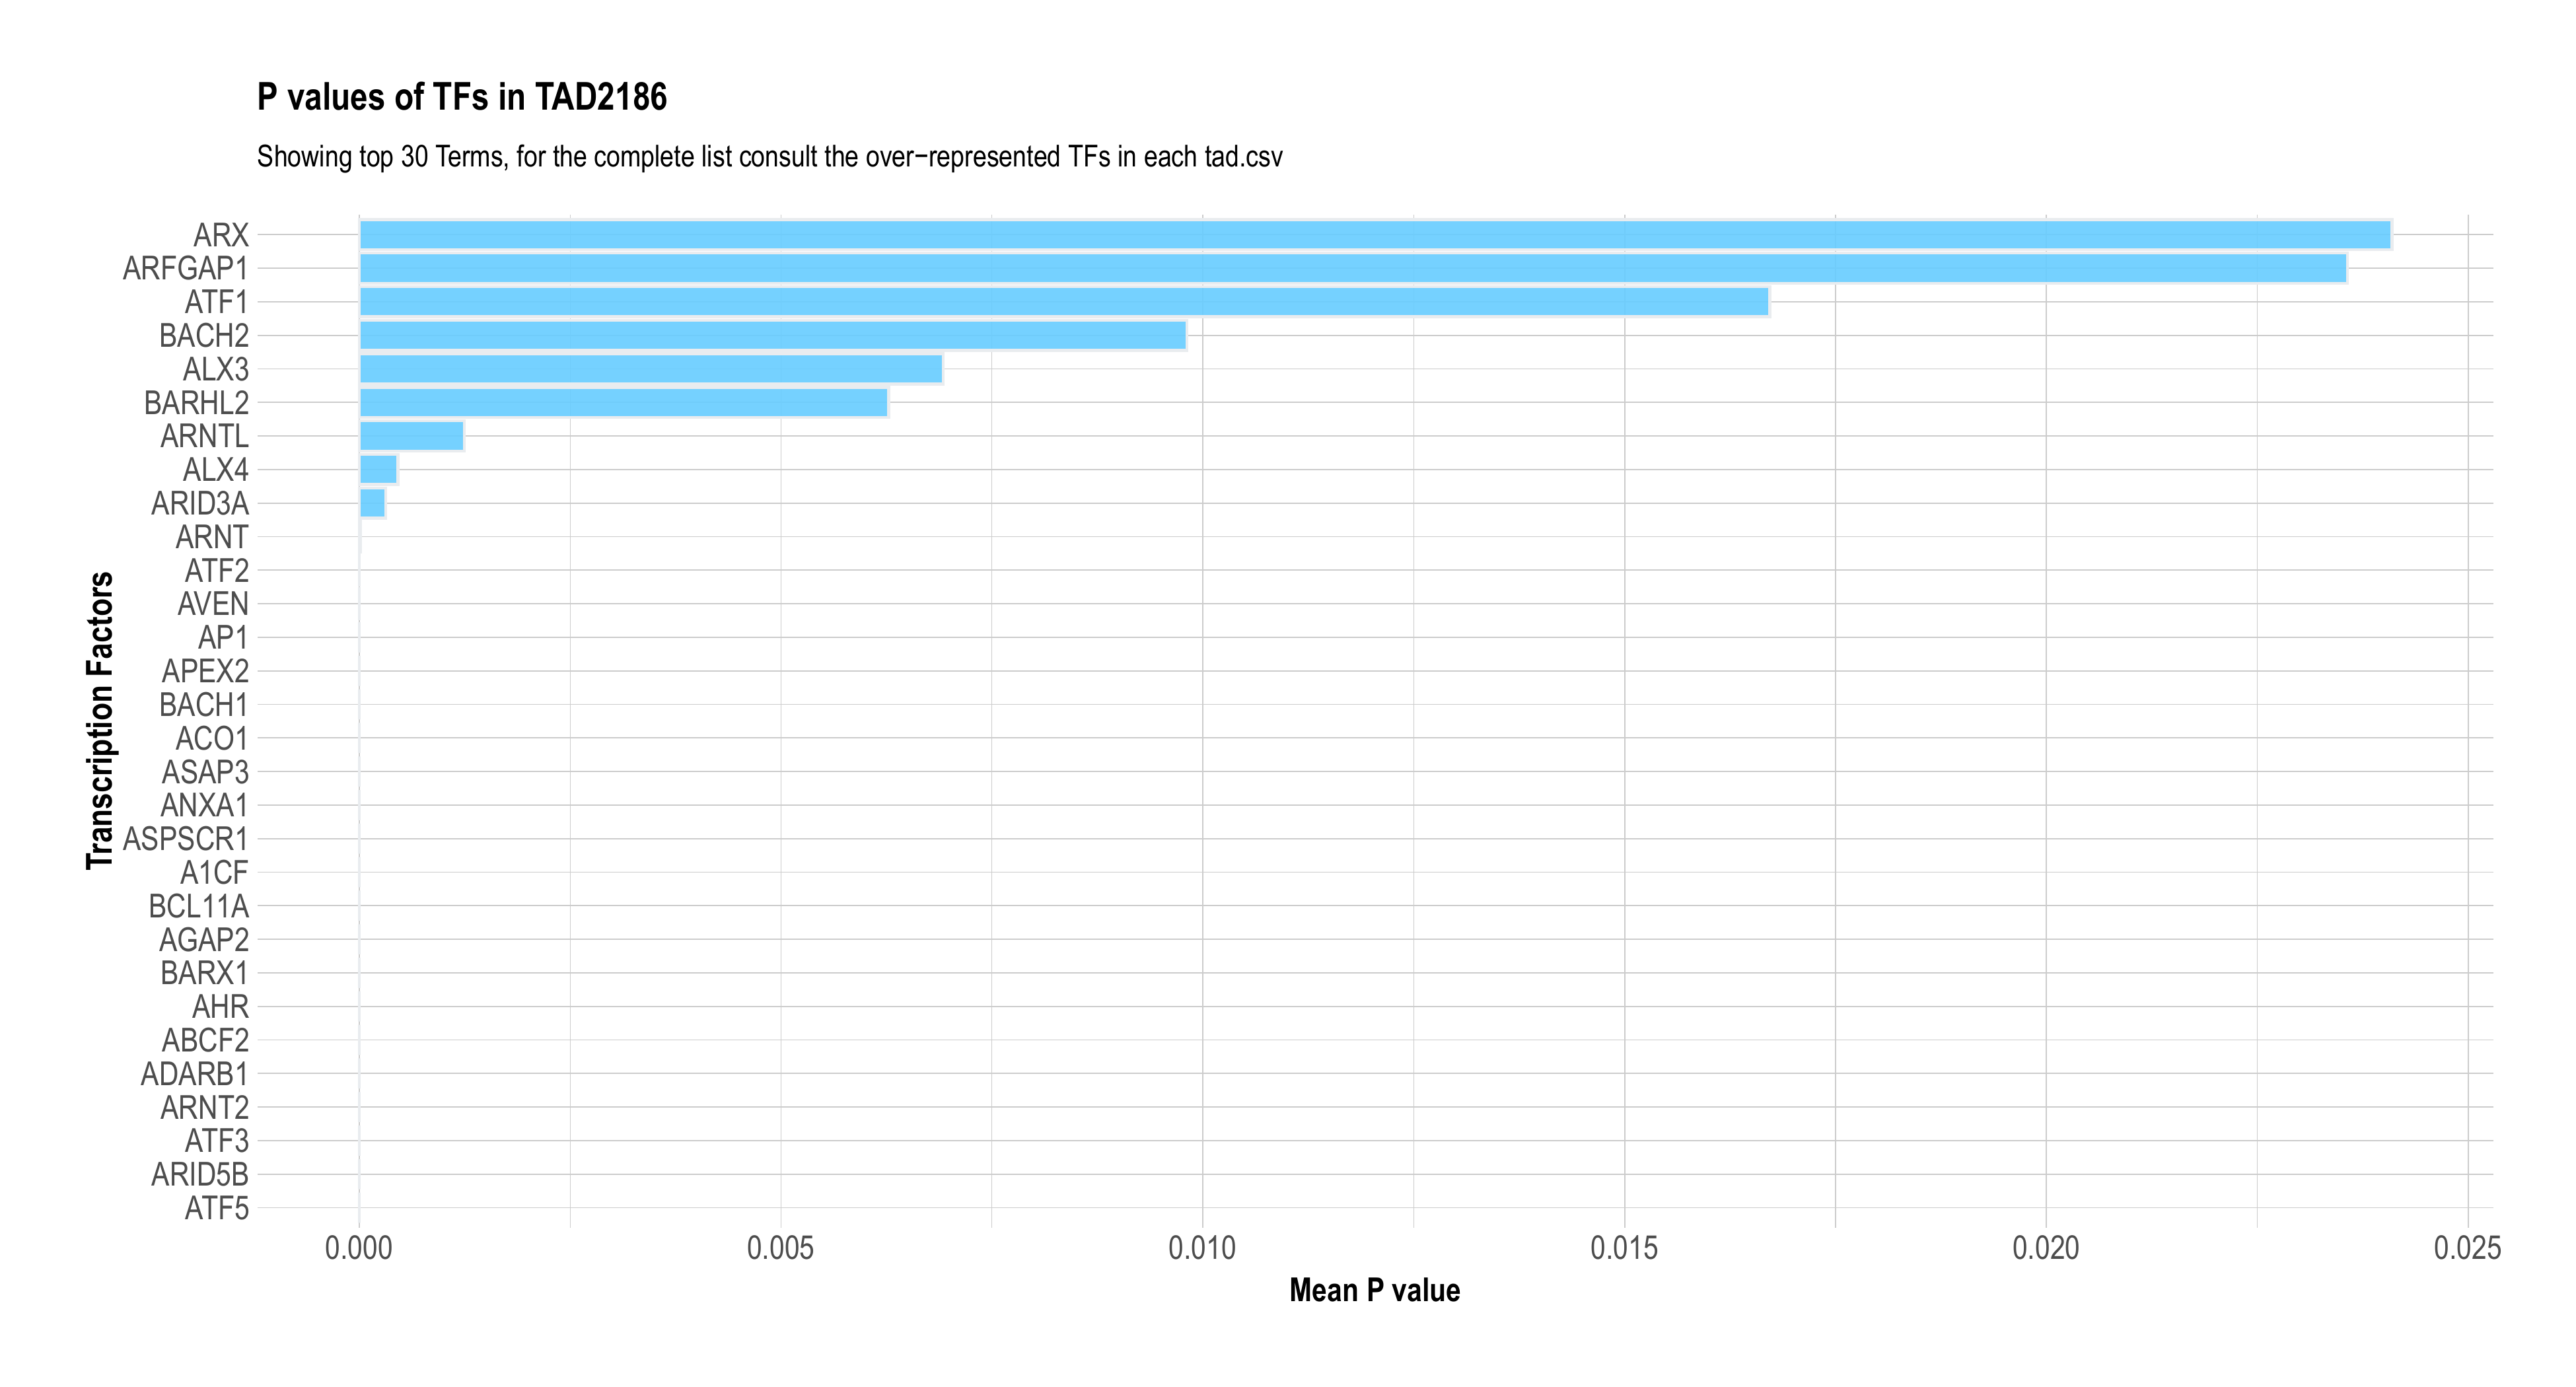 P values of TFs in TAD2186
Showing top 30 Terms, for the complete list consult the over−represented TFs in each tad.csv
Transcription Factors
ARX
ARFGAP1
ATF1
BACH2
ALX3
BARHL2
ARNTL
ALX4
ARID3A
ARNT
ATF2
AVEN
AP1
APEX2
BACH1
ACO1
ASAP3
ANXA1
ASPSCR1
A1CF
BCL11A
AGAP2
BARX1
AHR
ABCF2
ADARB1
ARNT2
ATF3
ARID5B
ATF5
0.000 0.005 0.010 0.015 0.020 0.025
Mean P value